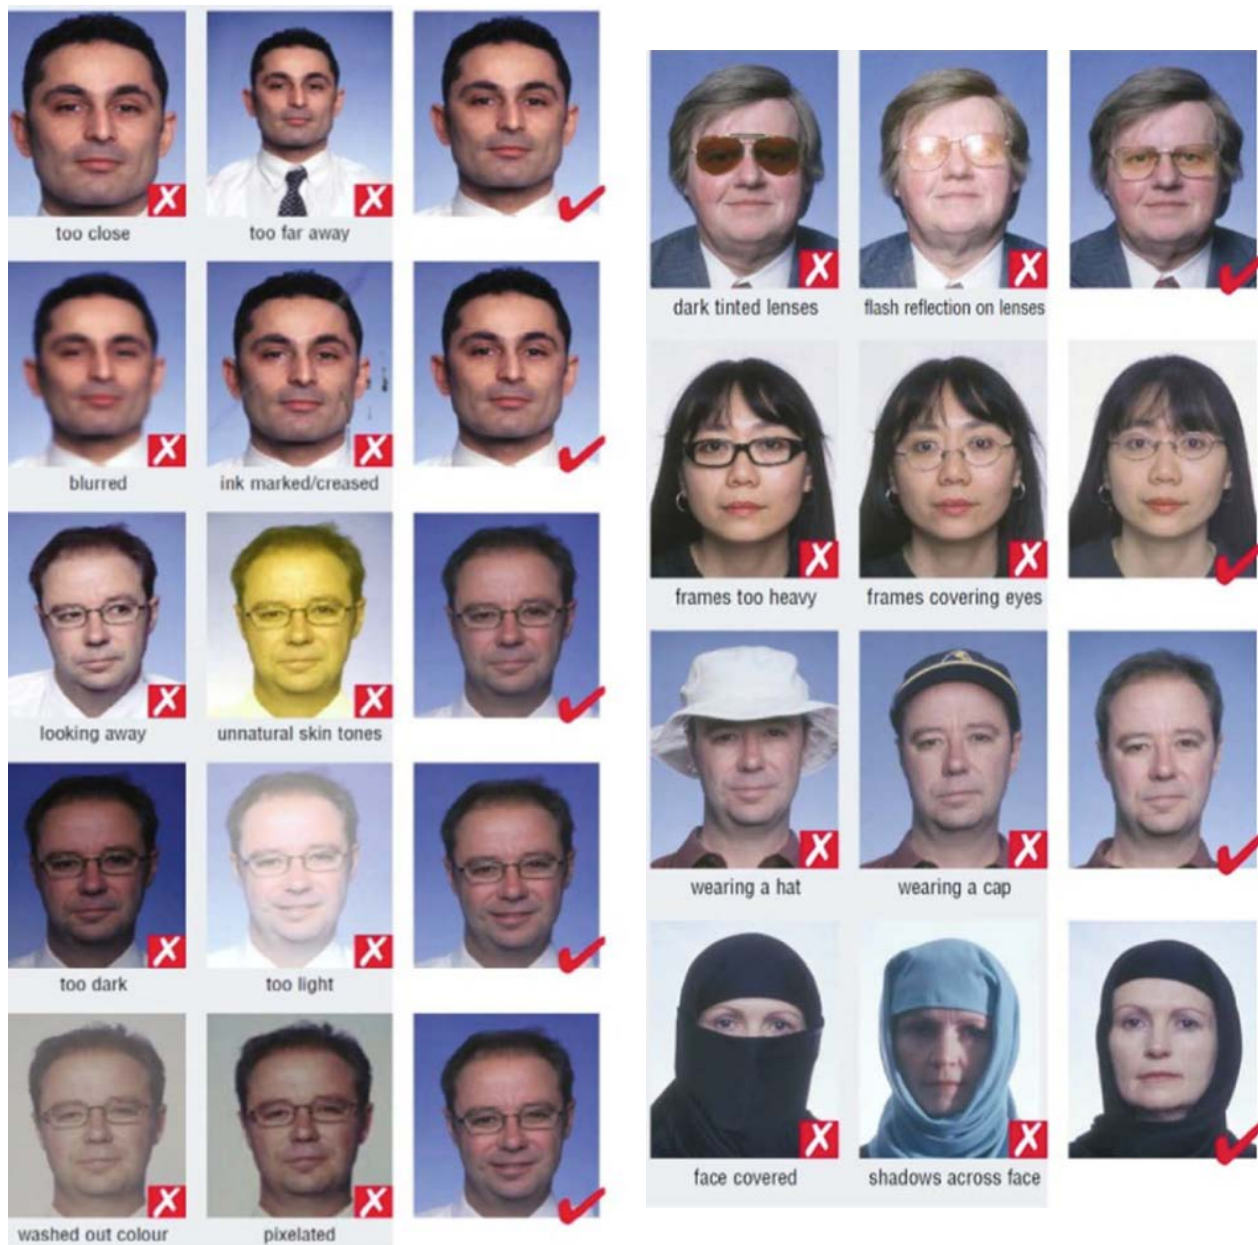 too close
too far away
blurred
ink marked/creased
looking away
unnatural skin tones
too dark
too light
washed out colour
pixelated
dark tinted lenses
flash reflection on lenses
frames too heavy
frames covering eyes
wearing a hat
wearing a cap
face covered
shadows across face